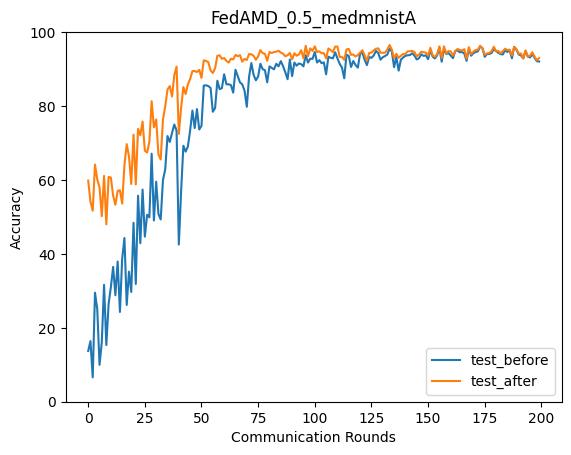 FedAMD_0.5_medmnistA
100
80
60
40
20
0
Accuracy
0 25 50 75 100 125 150 175 200
Communication Rounds
test_before
test_after